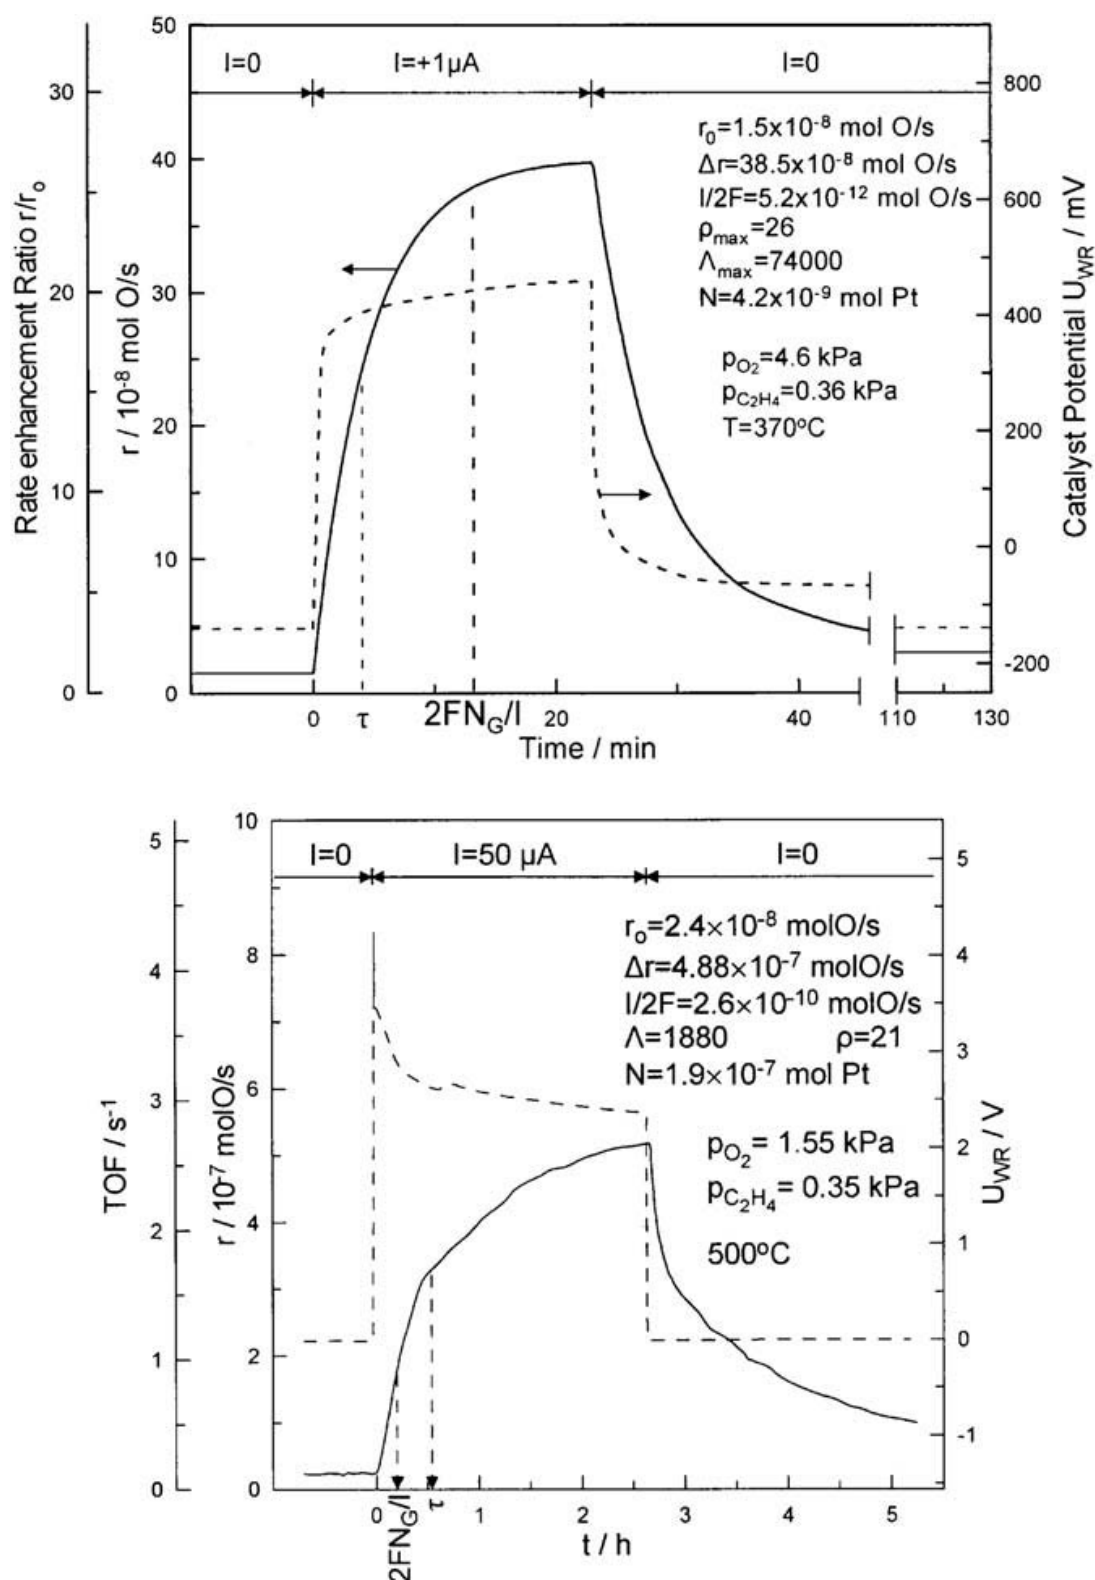 50
I=0
I=+1μA
I=0
30
800
r₀=1.5x10⁻⁸ mol O/s
Δr=38.5x10⁻⁸ mol O/s
I/2F=5.2x10⁻¹² mol O/s
ρmax=26
Λmax=74000
N=4.2x10⁻⁹ mol Pt
pO₂=4.6 kPa
pC₂H₄=0.36 kPa
T=370ºC
40
600
20
30
400
20
200
10
10
0
0
0
-200
Rate enhancement Ratio r/rₒ
r / 10⁻⁸ mol O/s
Catalyst Potential UWR / mV
0
τ
2FNG/I
20
40
110
130
Time / min
10
5
I=0
I=50 μA
I=0
5
rₒ=2.4×10⁻⁸ molO/s
Δr=4.88×10⁻⁷ molO/s
I/2F=2.6×10⁻¹⁰ molO/s
Λ=1880
ρ=21
N=1.9×10⁻⁷ mol Pt
pO₂= 1.55 kPa
pC₂H₄= 0.35 kPa
500ºC
8
4
4
3
6
3
2
4
2
1
1
2
0
0
0
-1
TOF / s⁻¹
r / 10⁻⁷ molO/s
UWR / V
0
2FNG/I
τ
1
2
3
4
5
t / h